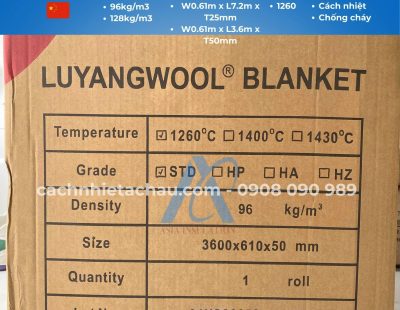 • 96kg/m3
• 128kg/m3
• W0.61m x L7.2m x T25mm
• W0.61m x L3.6m x T50mm
• 1260
• Cách nhiệt
• Chống cháy
LUYANGWOOL® BLANKET
Temperature ☑1260°C ☐1400°C ☐1430°C
Grade ☑STD ☐HP ☐HA ☐HZ
cachnhietachau.com - 0908 090 989
Density 96 kg/m³
ASIA INSULATION
Size 3600x610x50 mm
Quantity 1 roll